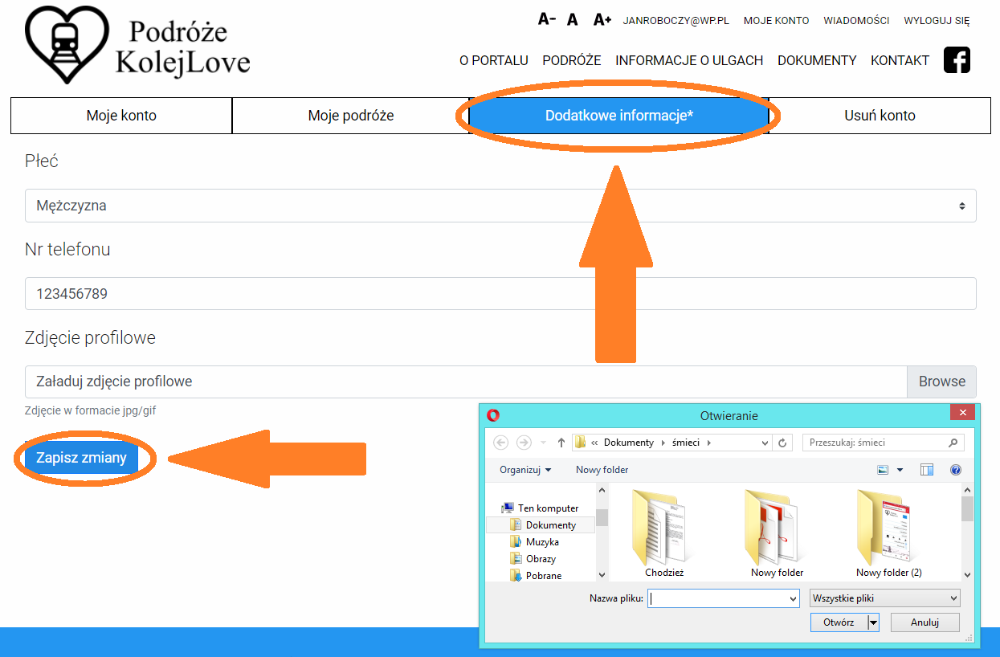 A- A A+ JANROBOCZY@WP.PL MOJE KONTO WIADOMOŚCI WYLOGUJ SIĘ
Podróże
KolejLove
O PORTALU PODRÓŻE INFORMACJE O ULGACH DOKUMENTY KONTAKT
Moje konto Moje podróże Dodatkowe informacje* Usuń konto
Płeć
Mężczyzna
Nr telefonu
123456789
Zdjęcie profilowe
Załaduj zdjęcie profilowe Browse
Zdjęcie w formacie jpg/gif
Zapisz zmiany
Otwieranie
« Dokumenty śmieci Przeszukaj: śmieci
Organizuj Nowy folder
Ten komputer
Dokumenty
Muzyka
Obrazy
Pobrane
Chodzież Nowy folder Nowy folder (2)
Nazwa pliku: Wszystkie pliki
Otwórz Anuluj